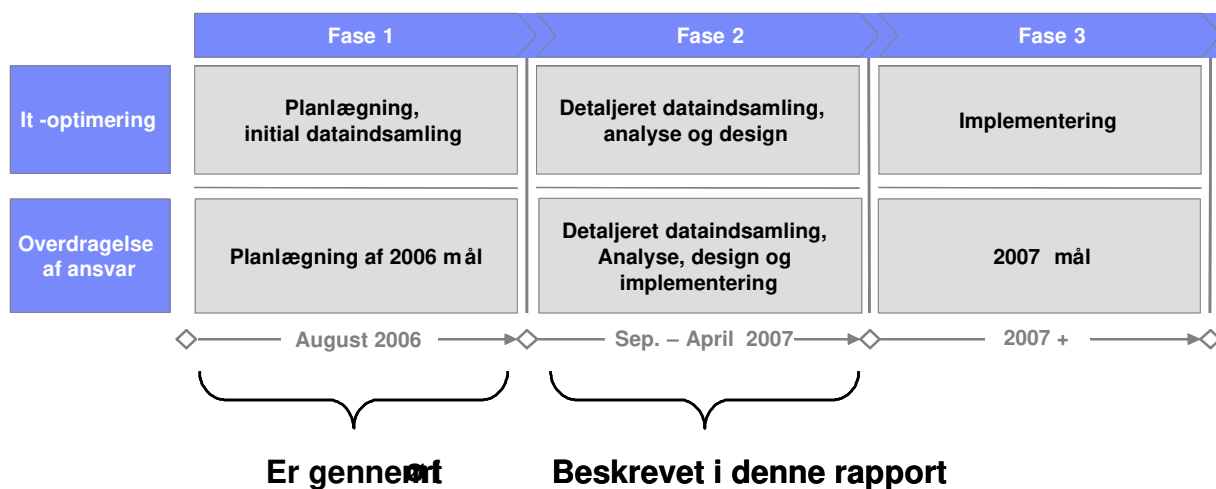 Fase 1
Fase 2
Fase 3
It -optimering
Planlægning,
initial dataindsamling
Detaljeret dataindsamling,
analyse og design
Implementering
Overdragelse
af ansvar
Planlægning af 2006 mål
Detaljeret dataindsamling,
Analyse, design og
implementering
2007 mål
August 2006
Sep. – April 2007
2007 +
Er
Beskrevet i denne rapport